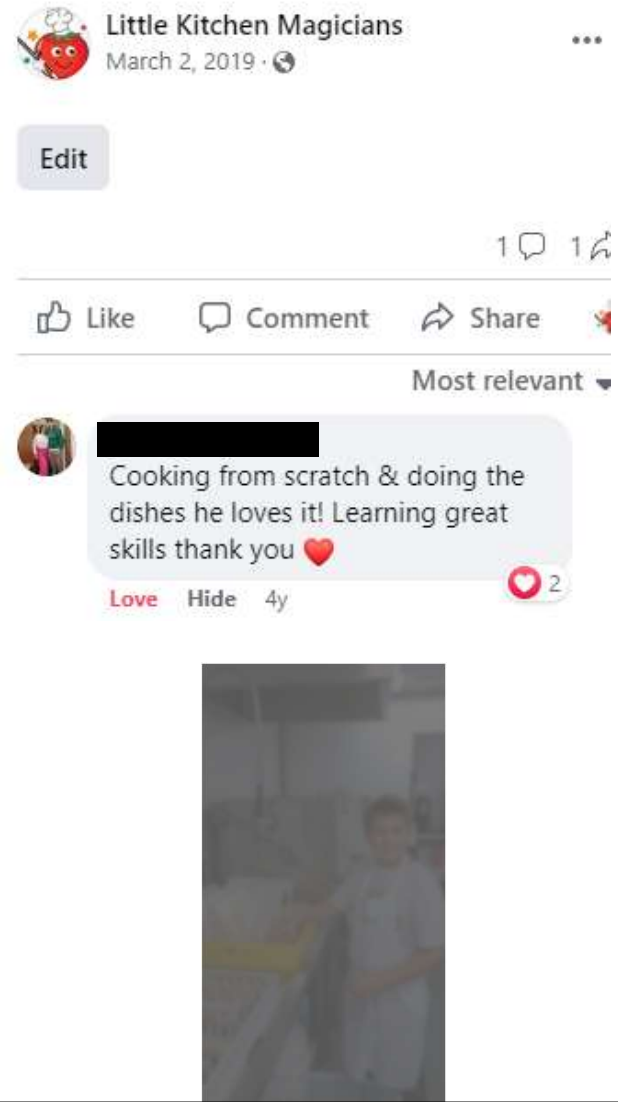 Little Kitchen Magicians
March 2, 2019 ·
Edit
1 1
Like Comment Share
Most relevant
Cooking from scratch & doing the
dishes he loves it! Learning great
skills thank you ❤️
2
Love Hide 4y